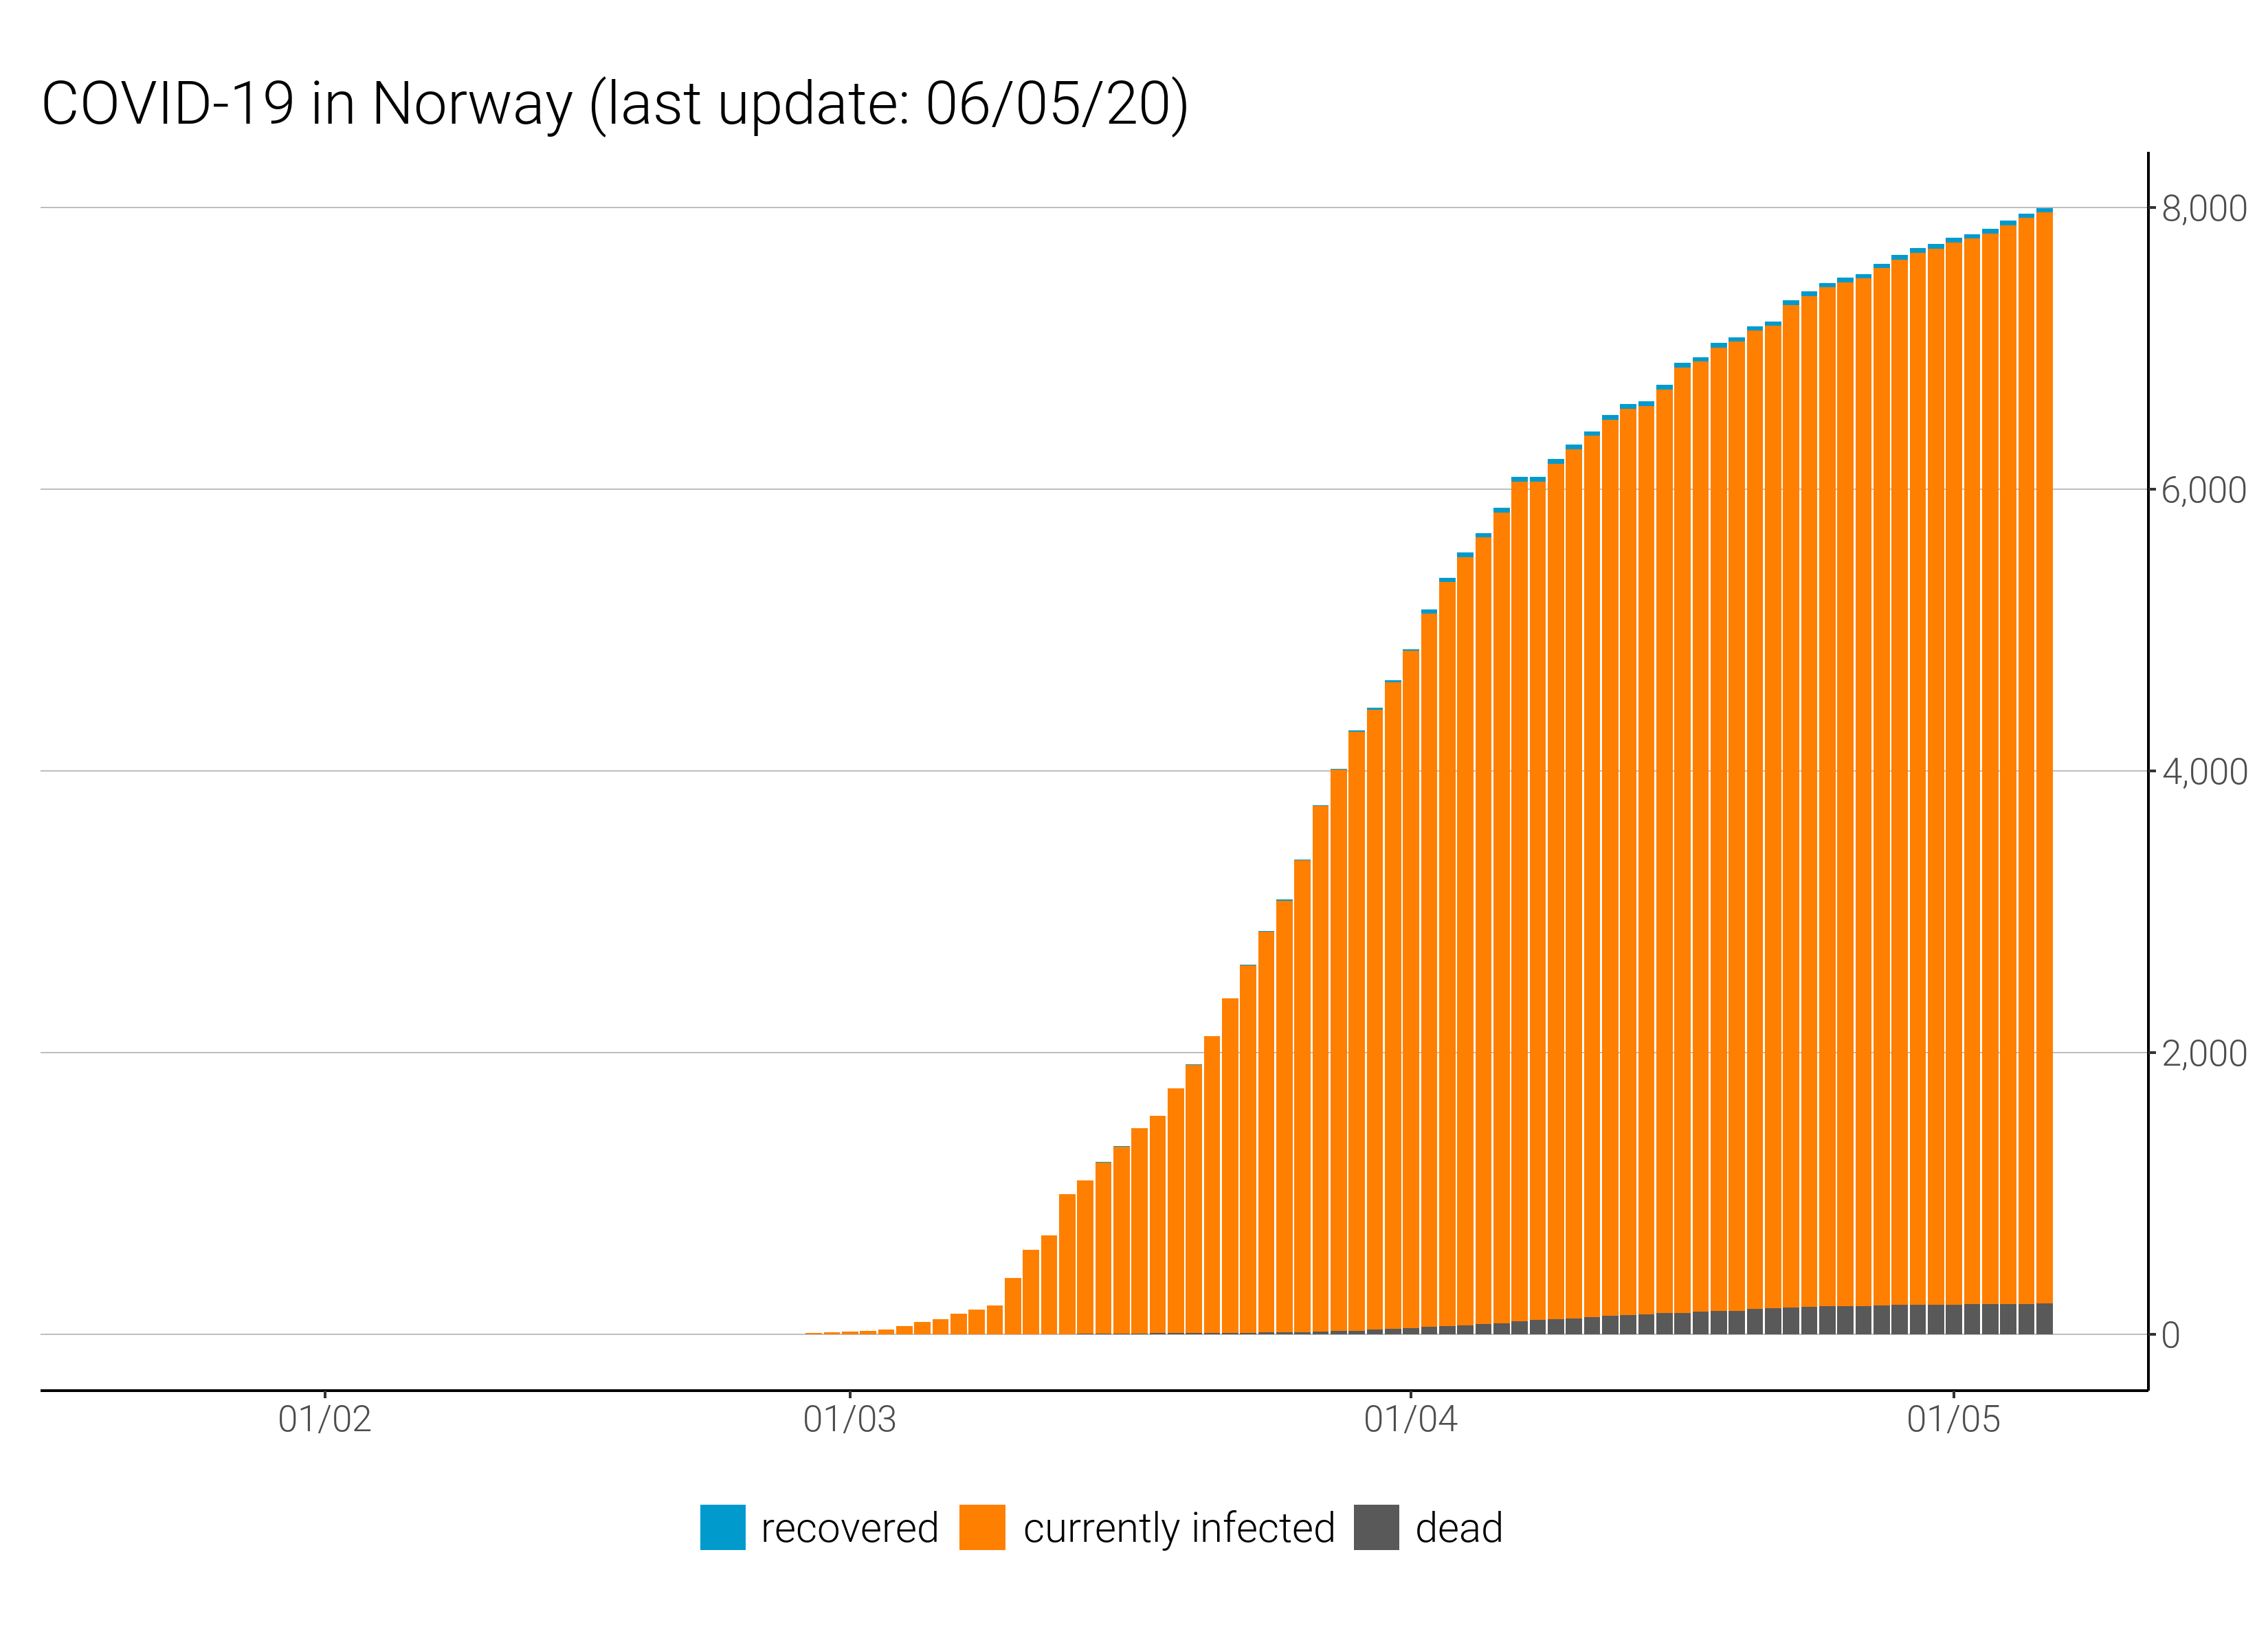 COVID-19 in Norway (last update: 06/05/20)
8,000
6,000
4,000
2,000
0
01/02 01/03 01/04 01/05
recovered currently infected dead